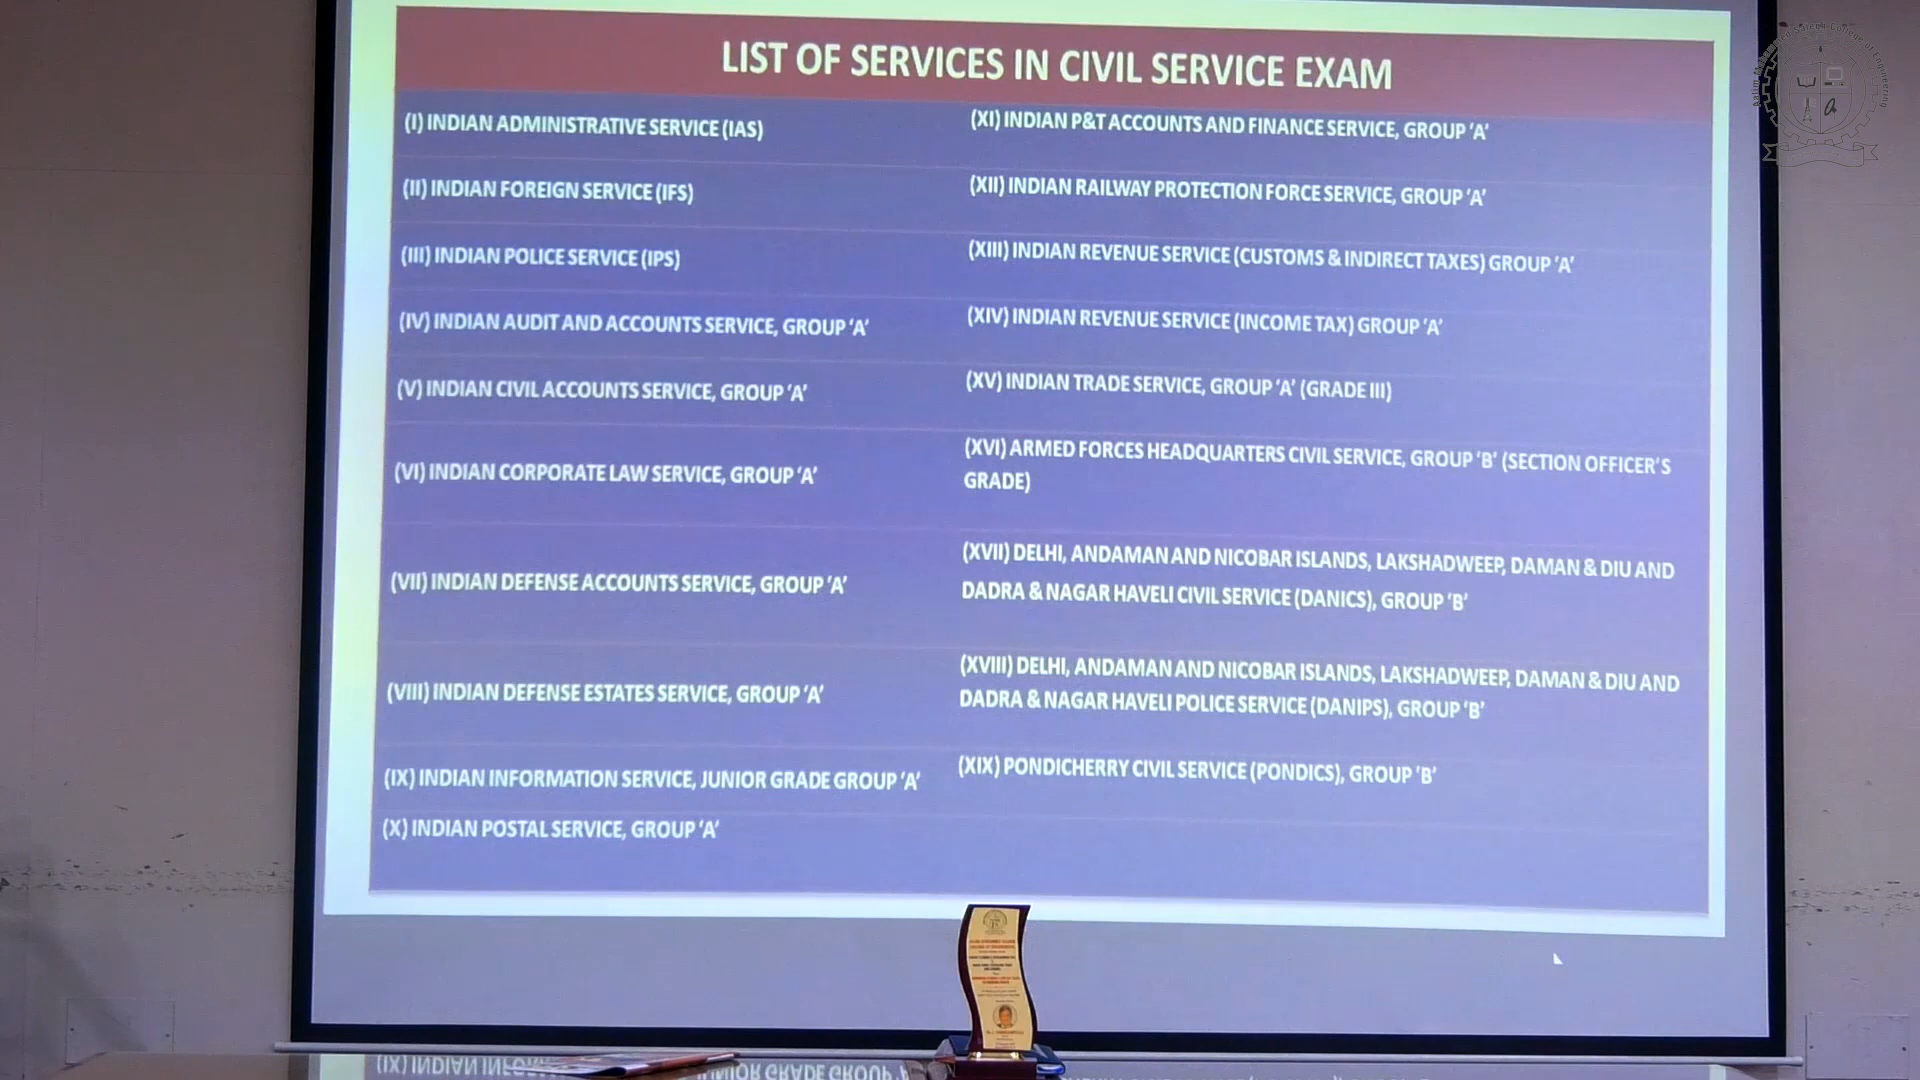 LIST OF SERVICES IN CIVIL SERVICE EXAM
(I) INDIAN ADMINISTRATIVE SERVICE (IAS)
(II) INDIAN FOREIGN SERVICE (IFS)
(III) INDIAN POLICE SERVICE (IPS)
(IV) INDIAN AUDIT AND ACCOUNTS SERVICE, GROUP 'A'
(V) INDIAN CIVIL ACCOUNTS SERVICE, GROUP 'A'
(VI) INDIAN CORPORATE LAW SERVICE, GROUP 'A'
(VII) INDIAN DEFENSE ACCOUNTS SERVICE, GROUP 'A'
(VIII) INDIAN DEFENSE ESTATES SERVICE, GROUP 'A'
(IX) INDIAN INFORMATION SERVICE, JUNIOR GRADE GROUP 'A'
(X) INDIAN POSTAL SERVICE, GROUP 'A'
(XI) INDIAN P&T ACCOUNTS AND FINANCE SERVICE, GROUP 'A'
(XII) INDIAN RAILWAY PROTECTION FORCE SERVICE, GROUP 'A'
(XIII) INDIAN REVENUE SERVICE (CUSTOMS & INDIRECT TAXES) GROUP 'A'
(XIV) INDIAN REVENUE SERVICE (INCOME TAX) GROUP 'A'
(XV) INDIAN TRADE SERVICE, GROUP 'A' (GRADE III)
(XVI) ARMED FORCES HEADQUARTERS CIVIL SERVICE, GROUP 'B' (SECTION OFFICER'S
GRADE)
(XVII) DELHI, ANDAMAN AND NICOBAR ISLANDS, LAKSHADWEEP, DAMAN & DIU AND
DADRA & NAGAR HAVELI CIVIL SERVICE (DANICS), GROUP 'B'
(XVIII) DELHI, ANDAMAN AND NICOBAR ISLANDS, LAKSHADWEEP, DAMAN & DIU AND
DADRA & NAGAR HAVELI POLICE SERVICE (DANIPS), GROUP 'B'
(XIX) PONDICHERRY CIVIL SERVICE (PONDICS), GROUP 'B'